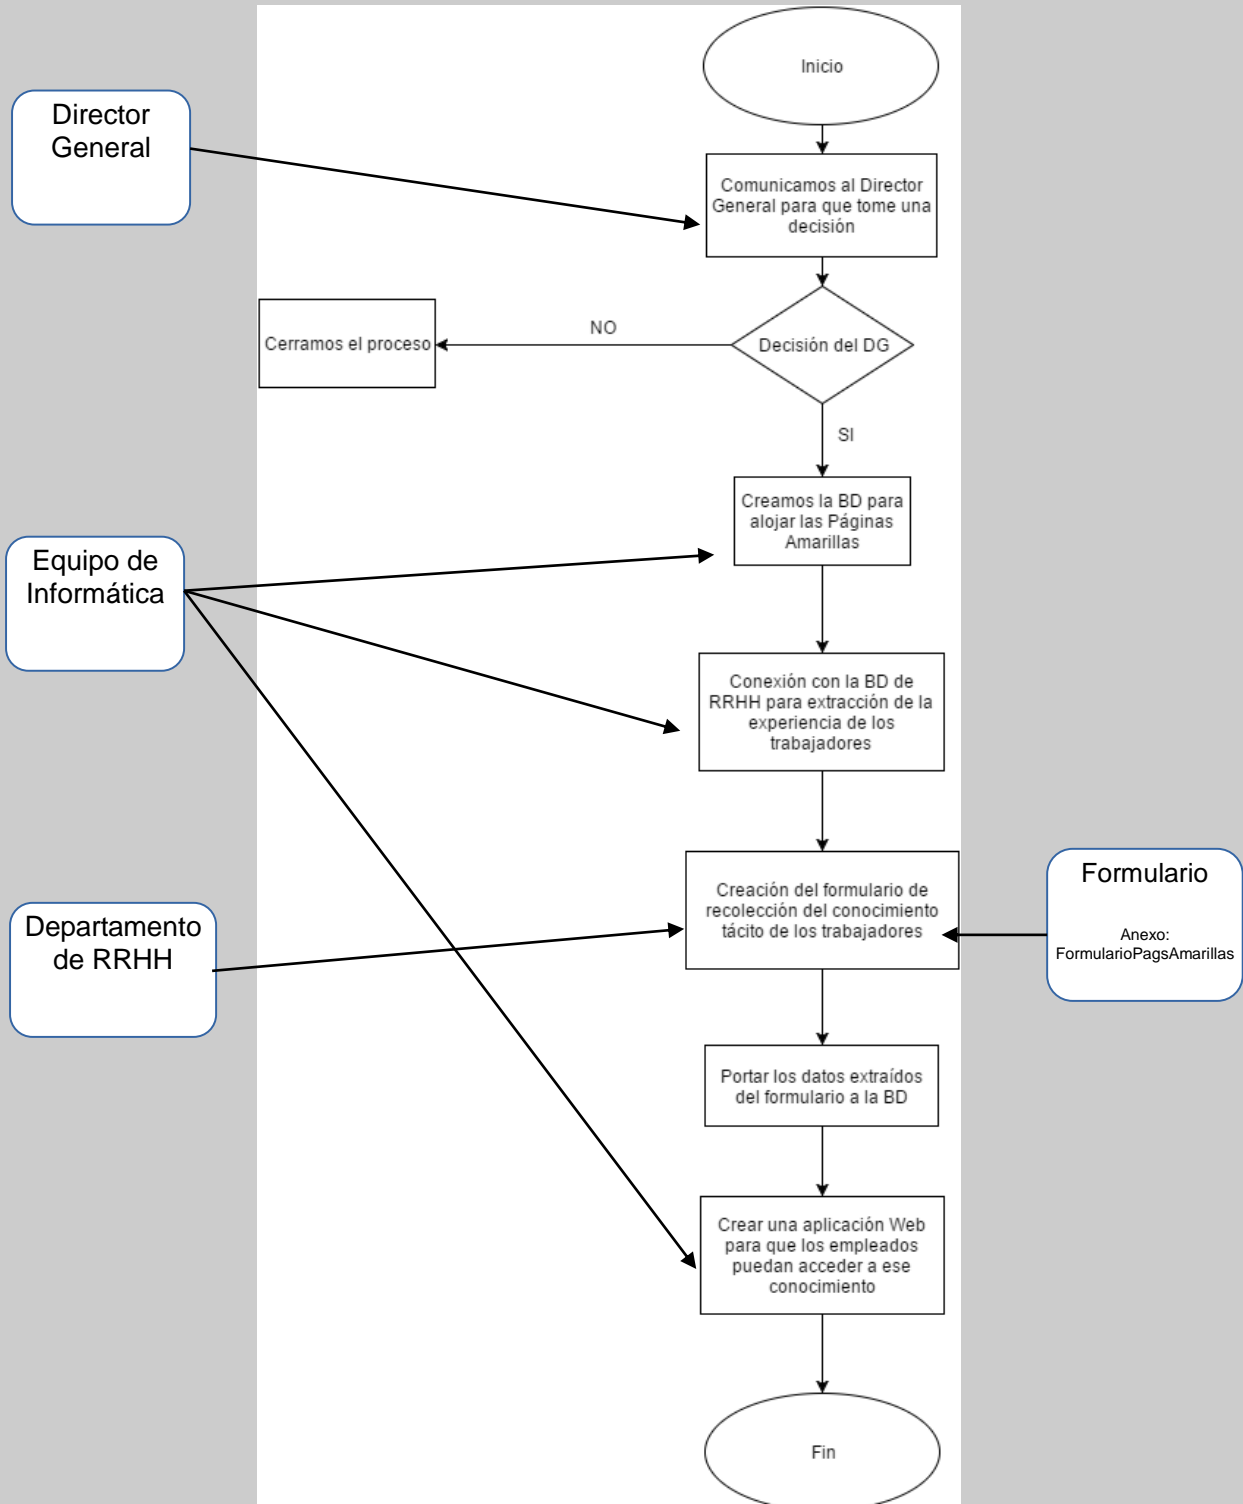 Inicio
Director
General
Comunicamos al Director
General para que tome una
decisión
Cerramos el proceso
NO
Decisión del DG
SI
Creamos la BD para
alojar las Páginas
Amarillas
Equipo de
Informática
Conexión con la BD de
RRHH para extracción de la
experiencia de los
trabajadores
Departamento
de RRHH
Creación del formulario de
recolección del conocimiento
tácito de los trabajadores
Formulario
Anexo:
FormularioPagsAmarillas
Portar los datos extraídos
del formulario a la BD
Crear una aplicación Web
para que los empleados
puedan acceder a ese
conocimiento
Fin